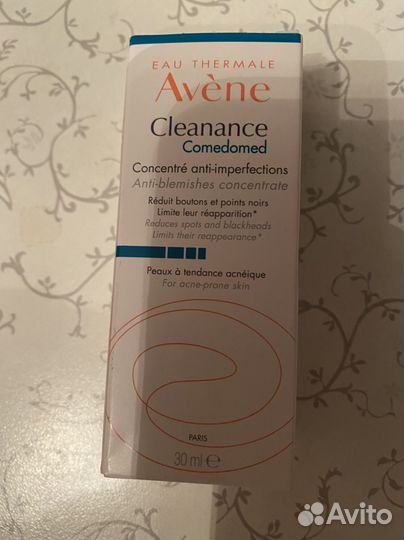 EAU THERMALE
Avène
Cleanance
Comedomed
Concentré anti-imperfections
Anti-blemishes concentrate
Réduit boutons et points noirs
Limite leur réapparition*
Reduces spots and blackheads
Limits their reappearance*
Peaux à tendance acnéique
For acne-prone skin
PARIS
30 ml ℮
Avito